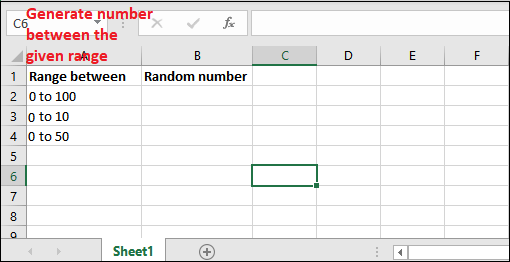 Generate number
between the
given range
C6 fx
A B C D E F
1 Range between Random number
2 0 to 100
3 0 to 10
4 0 to 50
5
6
7
8
9
Sheet1